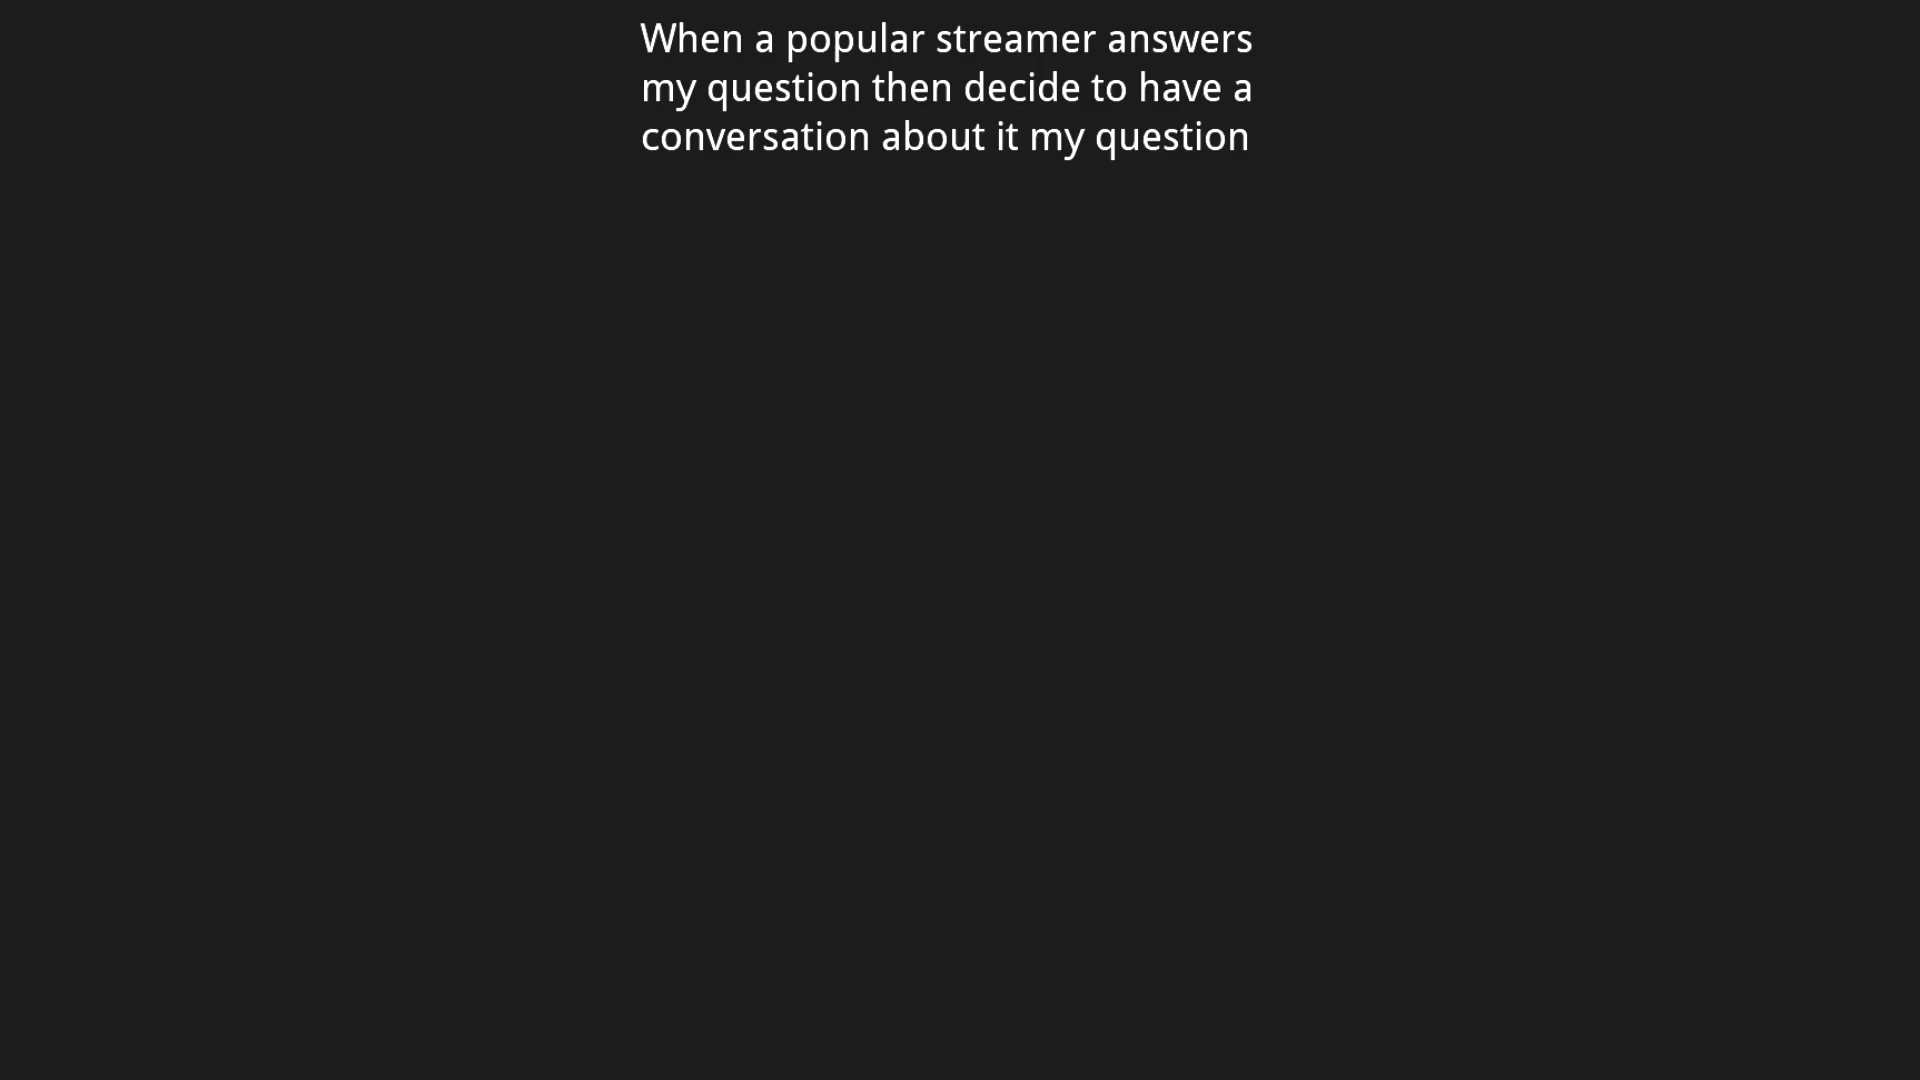 When a popular streamer answers
my question then decide to have a
conversation about it my question